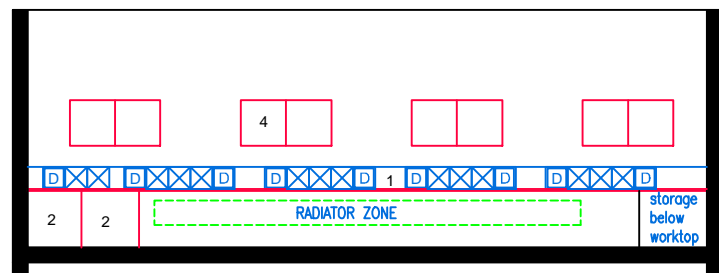 4
D D D D D 1 D D D D
2 2 RADIATOR ZONE
storage
below
worktop